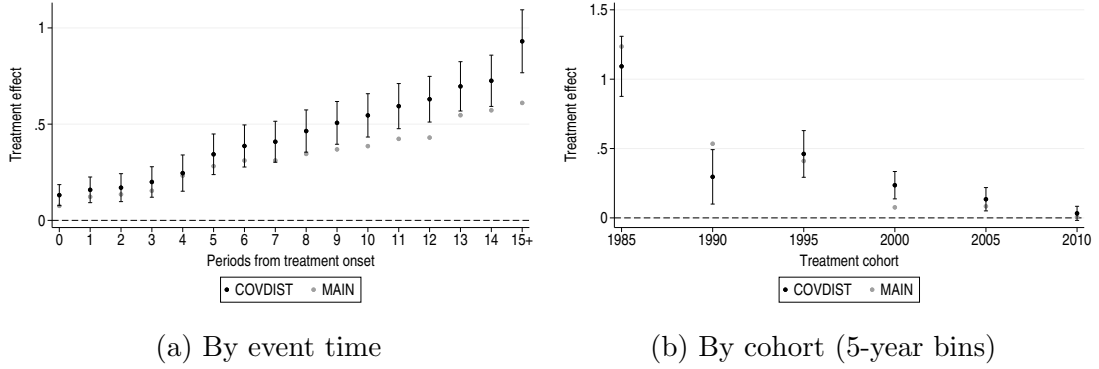 Treatment effect
1
.5
0
0 1 2 3 4 5 6 7 8 9 10 11 12 13 14 15+
Periods from treatment onset
COVDIST MAIN
(a) By event time
Treatment effect
1.5
1
.5
0
1985 1990 1995 2000 2005 2010
Treatment cohort
COVDIST MAIN
(b) By cohort (5-year bins)